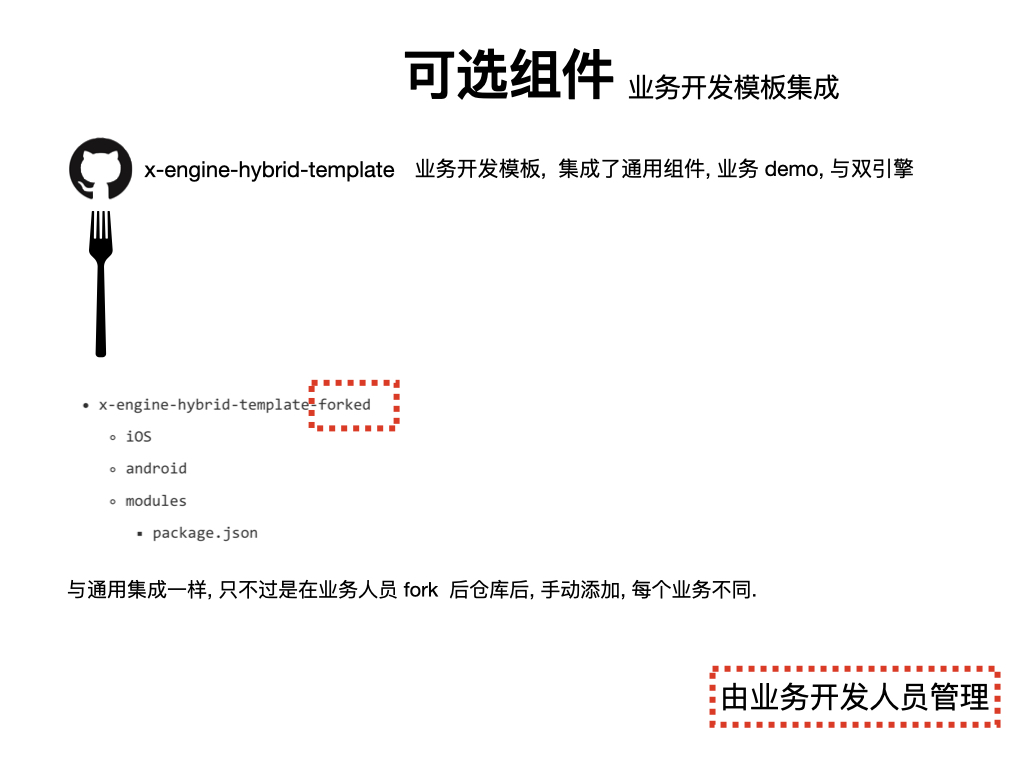 可选组件 业务开发模板集成
x-engine-hybrid-template 业务开发模板, 集成了通用组件, 业务 demo, 与双引擎
• x-engine-hybrid-template-forked
◦ iOS
◦ android
◦ modules
▪ package.json
与通用集成一样, 只不过是在业务人员 fork 后仓库后, 手动添加, 每个业务不同.
由业务开发人员管理